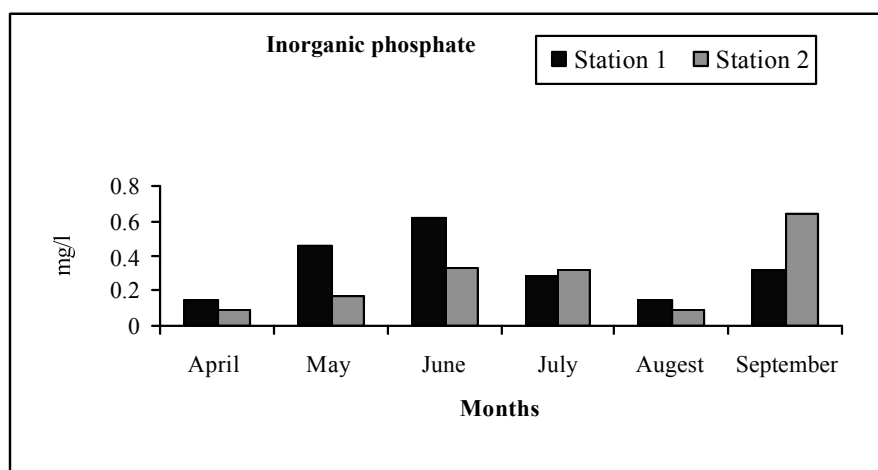 Inorganic phosphate
Station 1 Station 2
0.8
0.6
0.4
0.2
0
mg/l
April May June July Augest September
Months